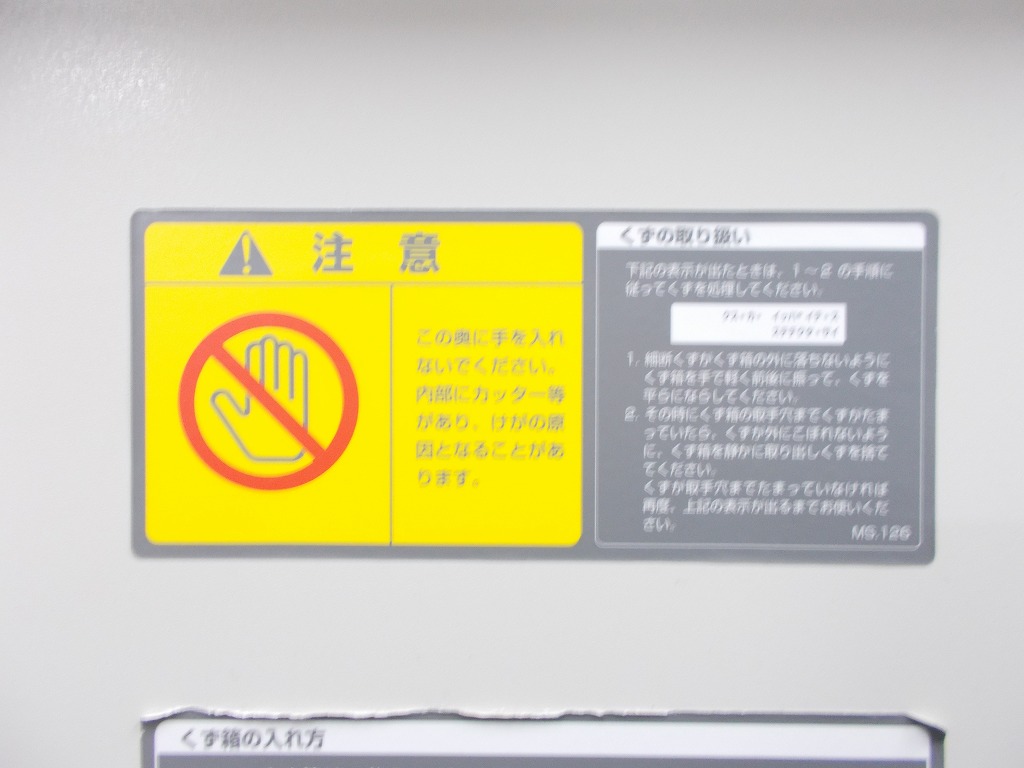 注 意
この奥に手を入れ
ないでください。
内部にカッター等
があり、けがの原
因となることがあ
ります。
くずの取り扱い
下記の表示が出たときは、1～2 の手順に
従ってくずを処理してください。
1. 細断くずがくず箱の外に落ちないように
くず箱を手で軽く前後に振って、くずを
平らにならしてください。
2. その時にくず箱の取手穴までくずがたま
っていたら、くずが外にこぼれないよう
に、くず箱を静かに取り出しくずを捨て
てください。
くずが取手穴までたまっていなければ
再度、上記の表示が出るまでお使いくだ
さい。
MS.126
くず箱の入れ方